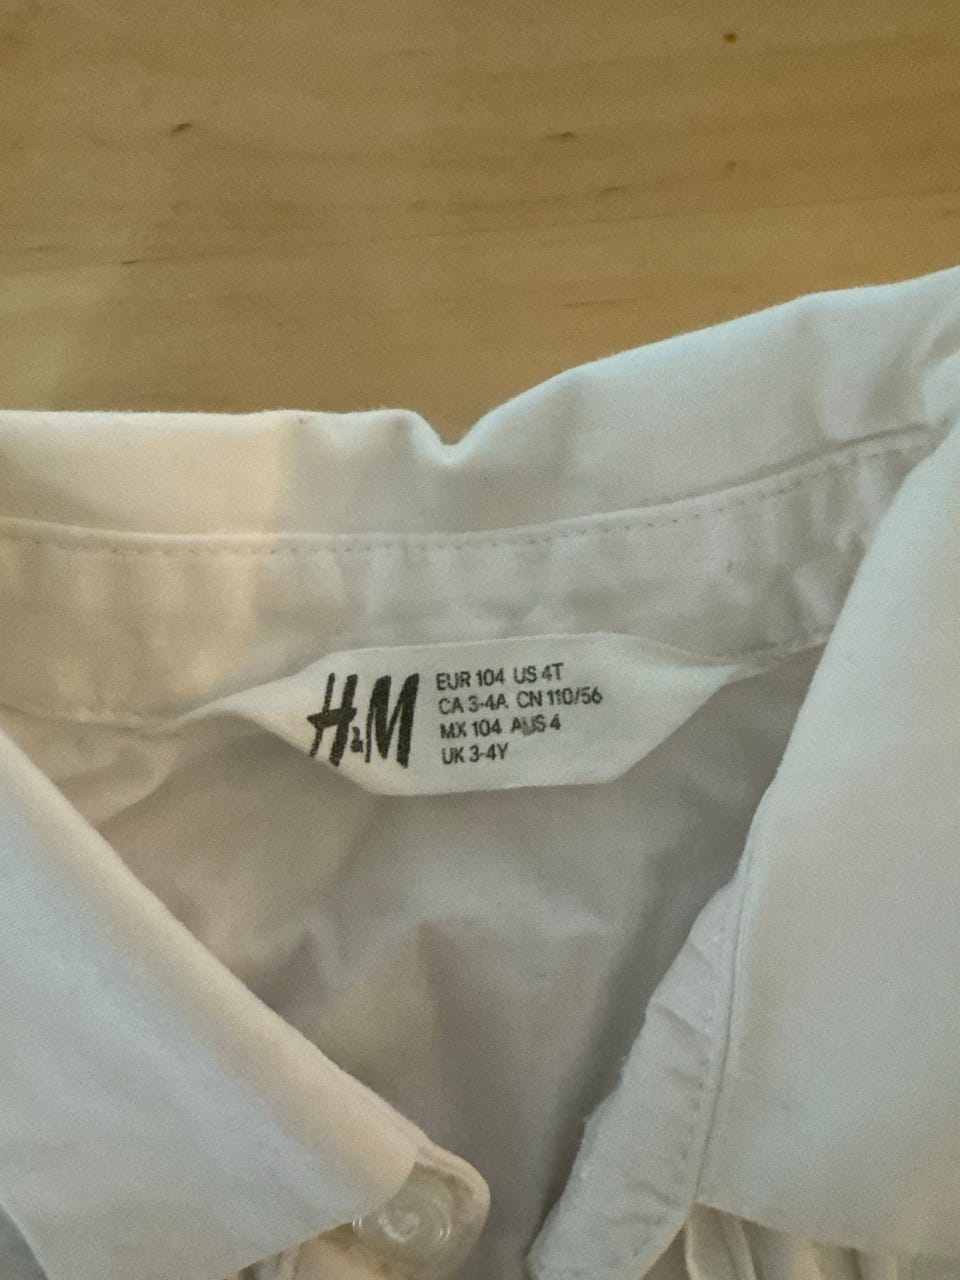 H&M
EUR 104 US 4T
CA 3-4A CN 110/56
MX 104 AUS 4
UK 3-4Y